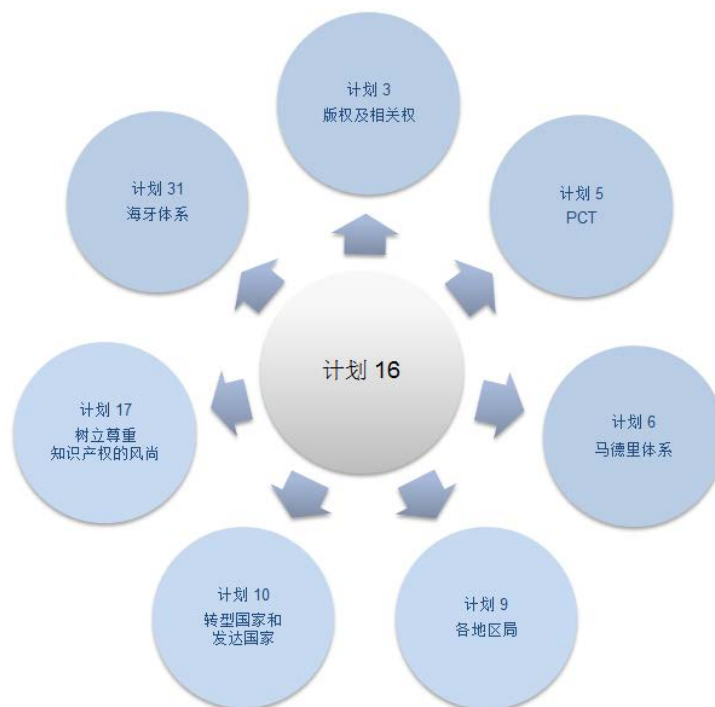 计划 3
版权及相关权
计划 31
海牙体系
计划 5
PCT
计划 16
计划 17
树立尊重
知识产权的风尚
计划 6
马德里体系
计划 10
转型国家和
发达国家
计划 9
各地区局